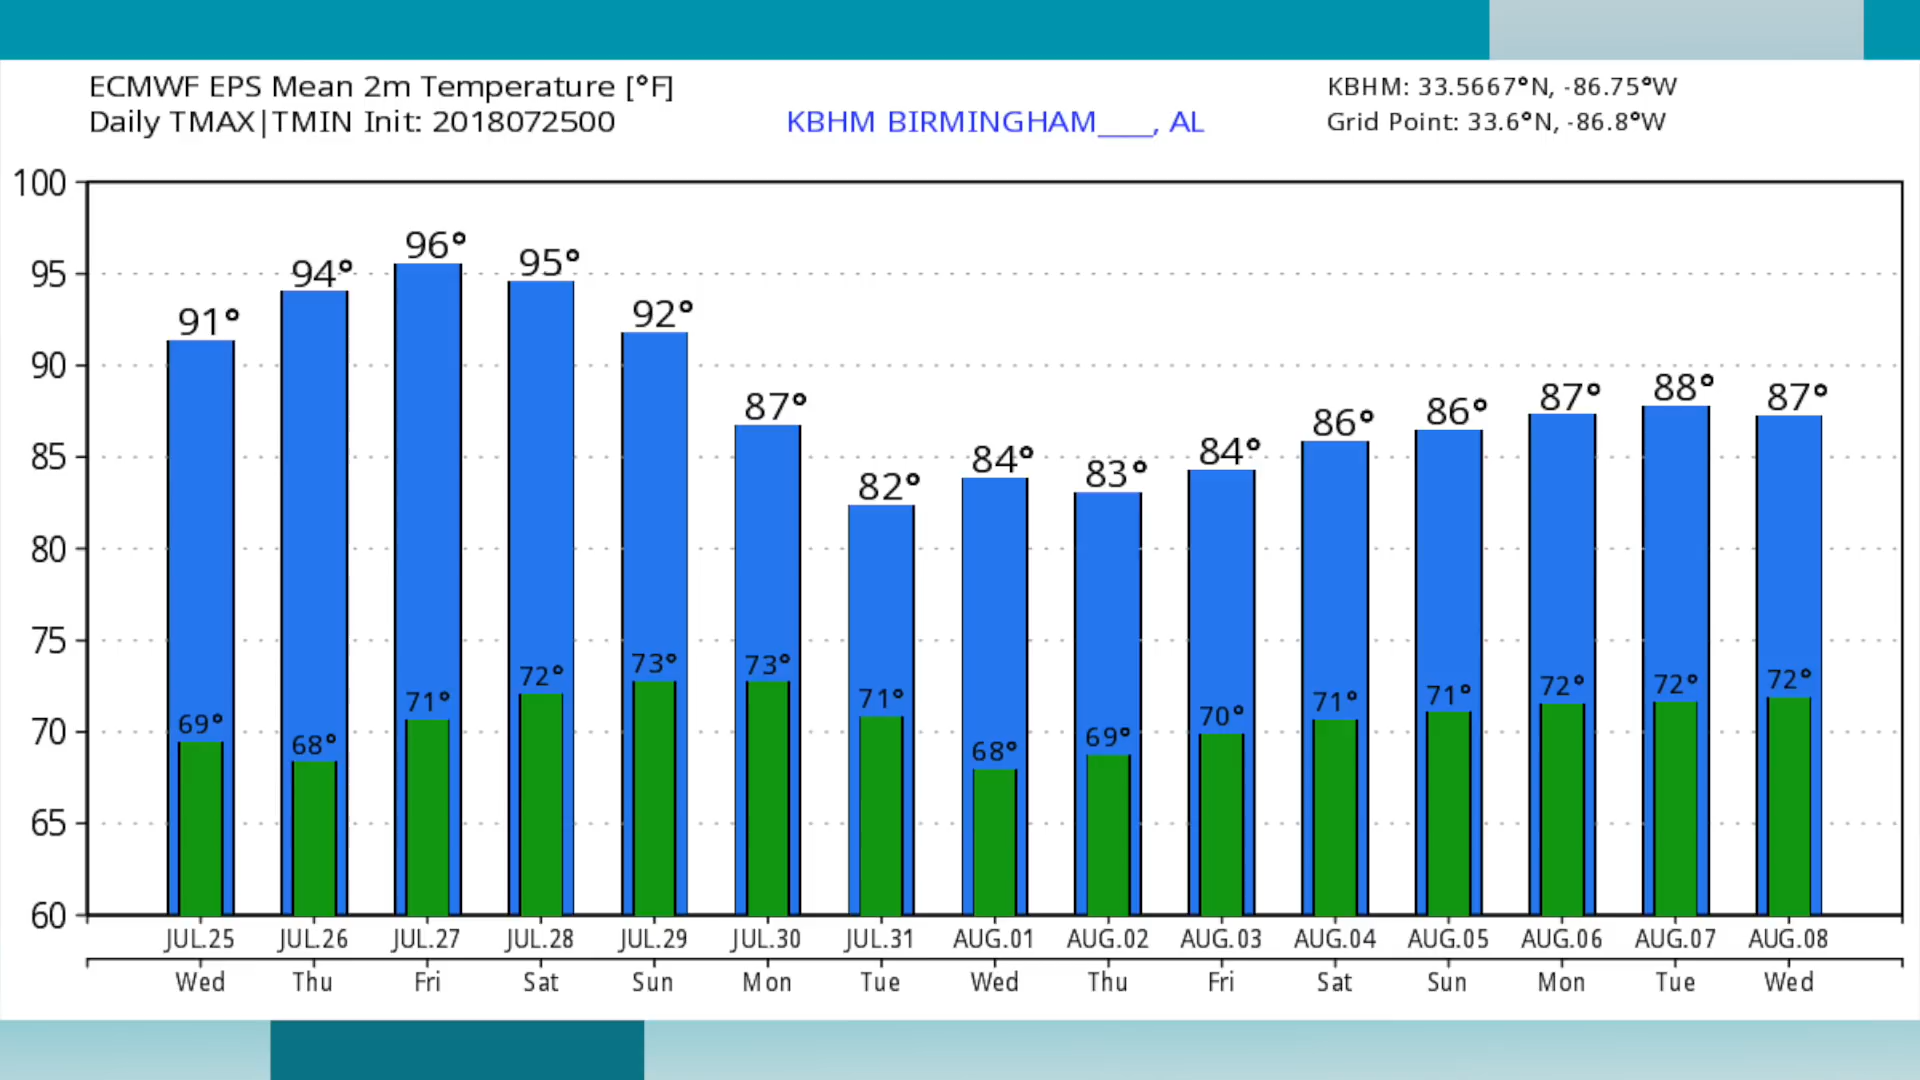 ECMWF EPS Mean 2m Temperature [°F]
Daily TMAX|TMIN Init: 2018072500
KBHM BIRMINGHAM____, AL
KBHM: 33.5667°N, -86.75°W
Grid Point: 33.6°N, -86.8°W
100
95
90
85
80
75
70
65
60
91° 94° 96° 95° 92° 87° 82° 84° 83° 84° 86° 86° 87° 88° 87°
69° 68° 71° 72° 73° 73° 71° 68° 69° 70° 71° 71° 72° 72° 72°
JUL.25 JUL.26 JUL.27 JUL.28 JUL.29 JUL.30 JUL.31 AUG.01 AUG.02 AUG.03 AUG.04 AUG.05 AUG.06 AUG.07 AUG.08
Wed Thu Fri Sat Sun Mon Tue Wed Thu Fri Sat Sun Mon Tue Wed